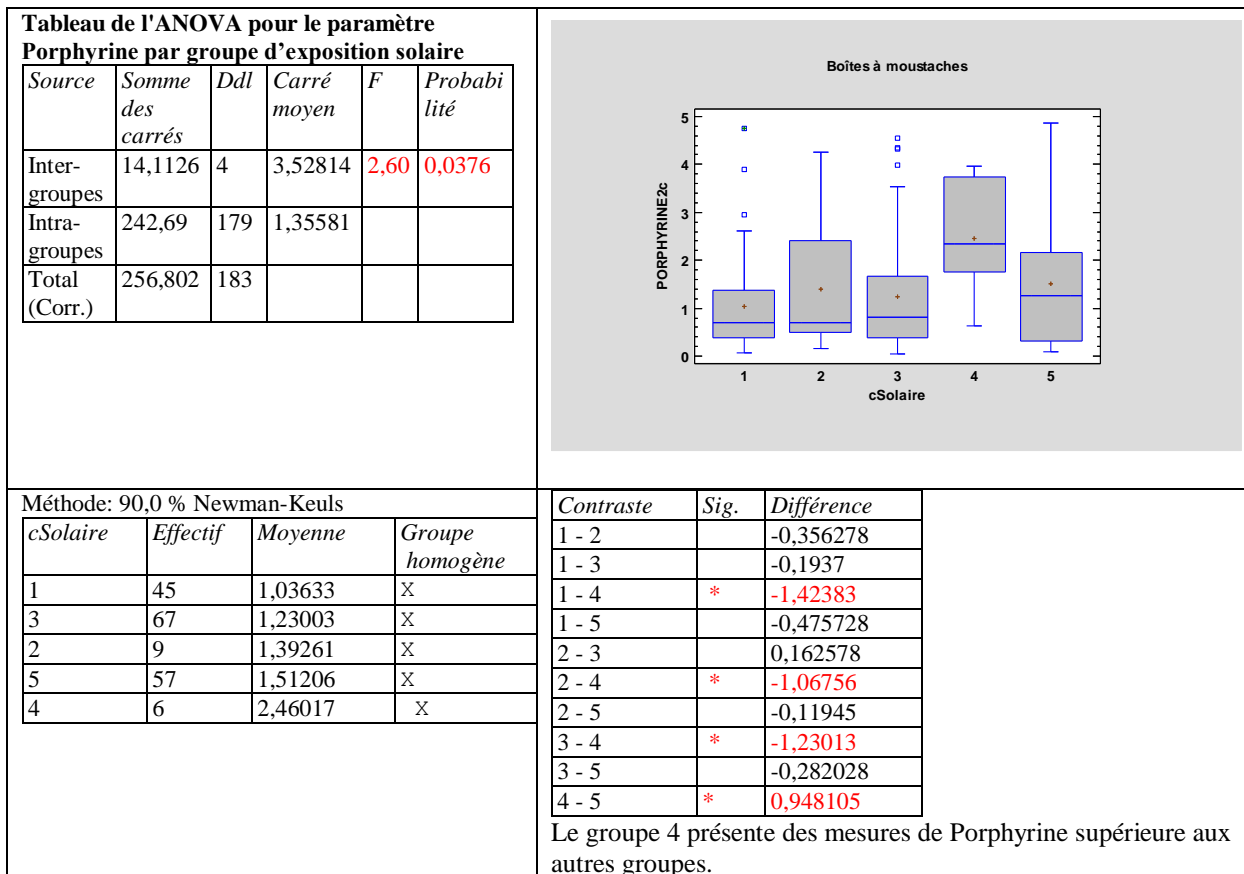 Tableau de l'ANOVA pour le paramètre
Porphyrine par groupe d'exposition solaire
Source Somme des carrés Ddl Carré moyen F Probabi lité
Inter-groupes 14,1126 4 3,52814 2,60 0,0376
Intra-groupes 242,69 179 1,35581
Total (Corr.) 256,802 183
Boîtes à moustaches
PORPHYRINE2c
5
4
3
2
1
0
1 2 3 4 5
cSolaire
Méthode: 90,0 % Newman-Keuls
cSolaire Effectif Moyenne Groupe homogène
1 45 1,03633 X
3 67 1,23003 X
2 9 1,39261 X
5 57 1,51206 X
4 6 2,46017 X
Contraste Sig. Différence
1 - 2 -0,356278
1 - 3 -0,1937
1 - 4 * -1,42383
1 - 5 -0,475728
2 - 3 0,162578
2 - 4 * -1,06756
2 - 5 -0,11945
3 - 4 * -1,23013
3 - 5 -0,282028
4 - 5 * 0,948105
Le groupe 4 présente des mesures de Porphyrine supérieure aux
autres groupes.